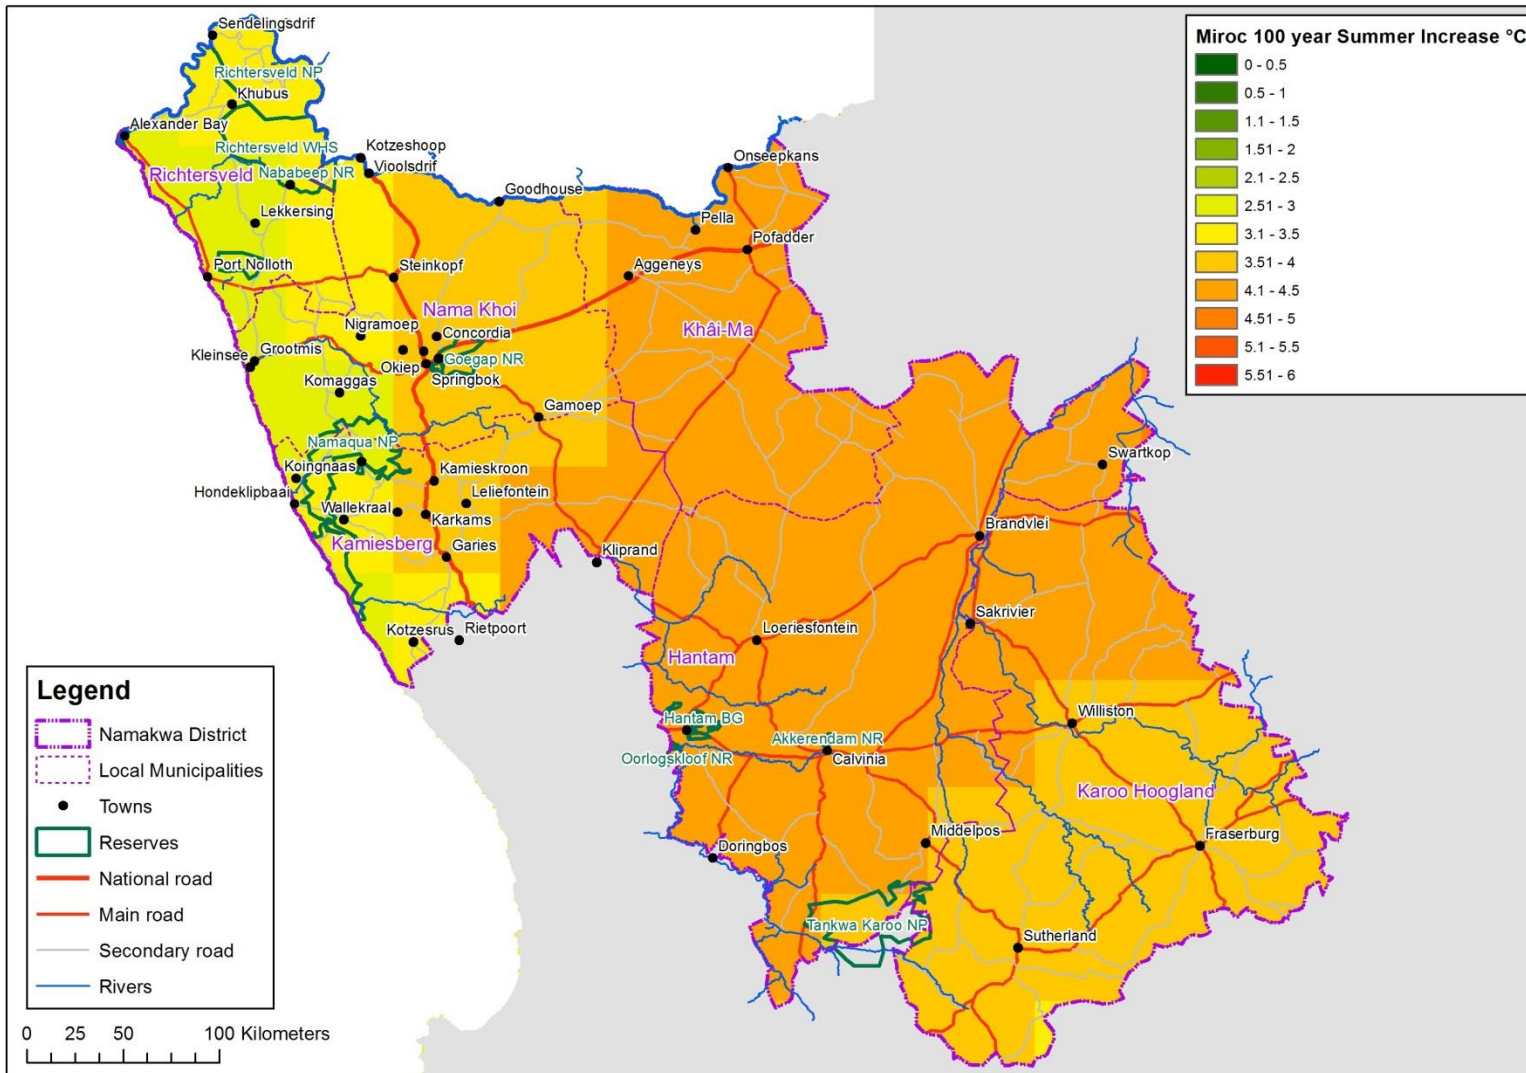 Sendelingsdrif
Miroc 100 year Summer Increase °C
0 - 0.5
0.5 - 1
1.1 - 1.5
1.51 - 2
2.1 - 2.5
2.51 - 3
3.1 - 3.5
3.51 - 4
4.1 - 4.5
4.51 - 5
5.1 - 5.5
5.51 - 6
Richtersveld NP
Khubus
Alexander Bay
Richtersveld WHS
Kotzeshoop
Vioolsdrif
Richtersveld
Nababeep NR
Onseepkans
Goodhouse
Lekkersing
Pella
Pofadder
Port Nolloth
Steinkopf
Aggeneys
Nama Khoi
Khâi-Ma
Nigramoep
Concordia
Kleinsee
Grootmis
Okiep
Goegap NR
Springbok
Komaggas
Gamoep
Namaqua NP
Koingnaas
Kamieskroon
Swartkop
Hondeklipbaai
Leliefontein
Wallekraal
Karkams
Brandvlei
Kamiesberg
Garies
Kliprand
Sakrivier
Kotzesrus
Rietpoort
Loeriesfontein
Hantam
Hantam BG
Williston
Akkerendam NR
Oorlogskloof NR
Calvinia
Karoo Hoogland
Middelpos
Fraserburg
Doringbos
Tankwa Karoo NP
Sutherland
Legend
Namakwa District
Local Municipalities
Towns
Reserves
National road
Main road
Secondary road
Rivers
0 25 50 100 Kilometers